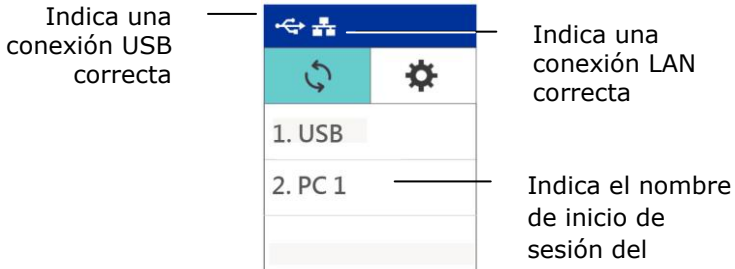 Indica una
conexión USB
correcta
Indica una
conexión LAN
correcta
1. USB
2. PC 1
Indica el nombre
de inicio de
sesión del